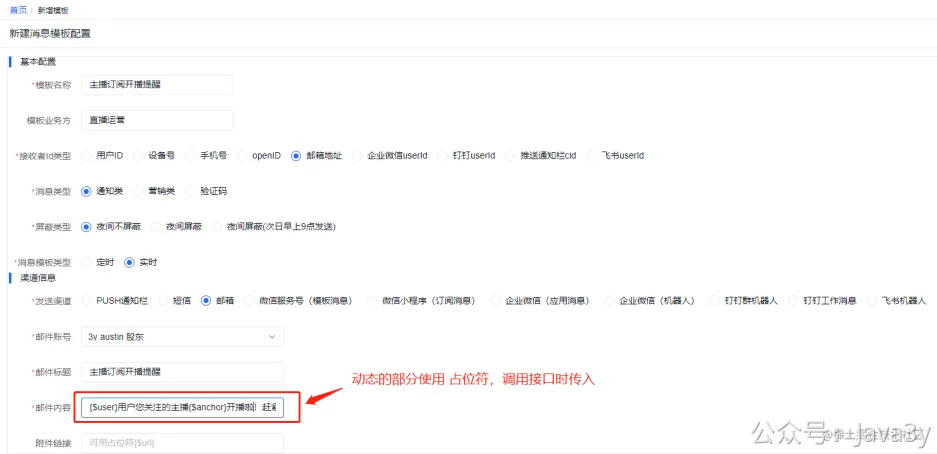 首页 / 新增模板
新建消息模板配置
基本配置
*模板名称 主播订阅开播提醒
模板业务方 直播运营
*接收者Id类型 用户ID 设备号 手机号 openID 邮箱地址 企业微信userId 钉钉userId 推送通知栏cid 飞书userId
*消息类型 通知类 营销类 验证码
*屏蔽类型 夜间不屏蔽 夜间屏蔽 夜间屏蔽(次日早上9点发送)
*消息模板类型 定时 实时
渠道信息
*发送渠道 PUSH通知栏 短信 邮箱 微信服务号（模板消息） 微信小程序（订阅消息） 企业微信（应用消息） 企业微信（机器人） 钉钉群机器人 钉钉工作消息 飞书机器人
*邮件账号 3y austin 股东
*邮件标题 主播订阅开播提醒
动态的部分使用 占位符，调用接口时传入
*邮件内容 {$user}用户您关注的主播{$anchor}开播啦！赶紧
附件链接 可用占位符{$url}
公众号：Java3y